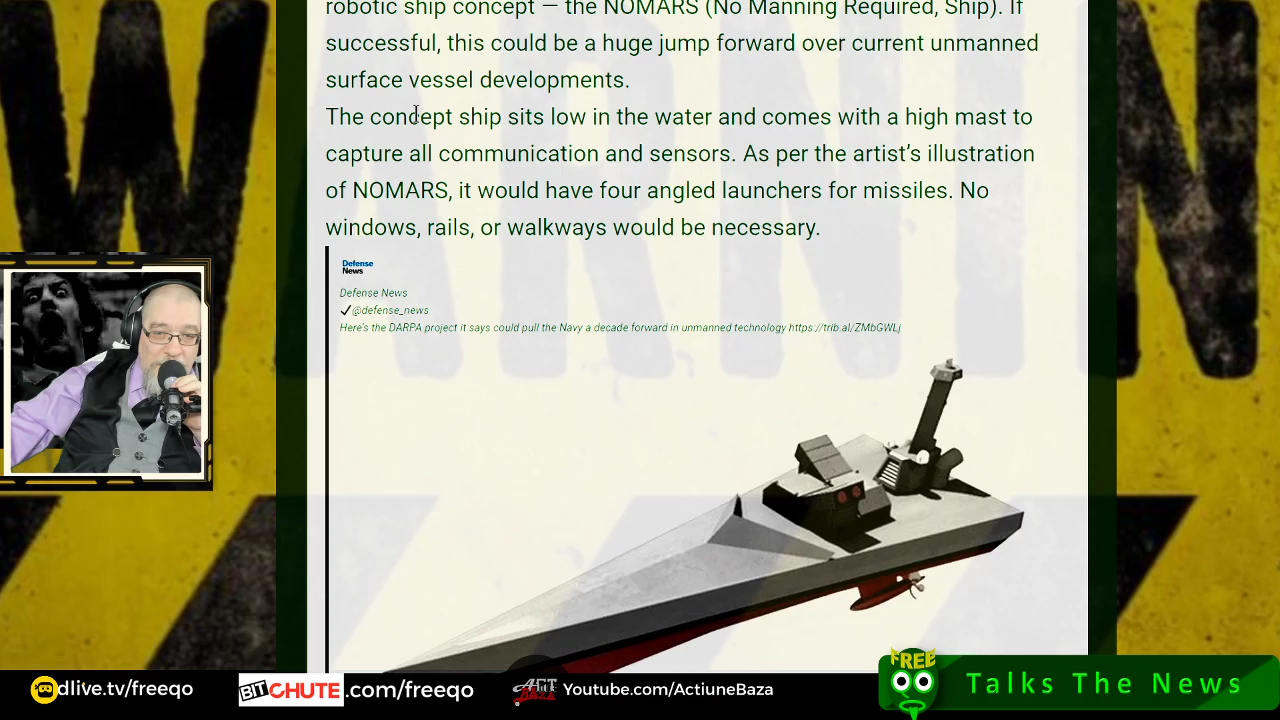 robotic ship concept — the NOMARS (No Manning Required, Ship). If
successful, this could be a huge jump forward over current unmanned
surface vessel developments.
The concept ship sits low in the water and comes with a high mast to
capture all communication and sensors. As per the artist’s illustration
of NOMARS, it would have four angled launchers for missiles. No
windows, rails, or walkways would be necessary.
Defense
News
Defense News
@defense_news
Here's the DARPA project it says could pull the Navy a decade forward in unmanned technology https://trib.al/ZMbGWLj
WARNIN
dlive.tv/freeqo
BITCHUTE.com/freeqo
ACT
BAZA
Youtube.com/ActiuneBaza
FREE
Talks The News